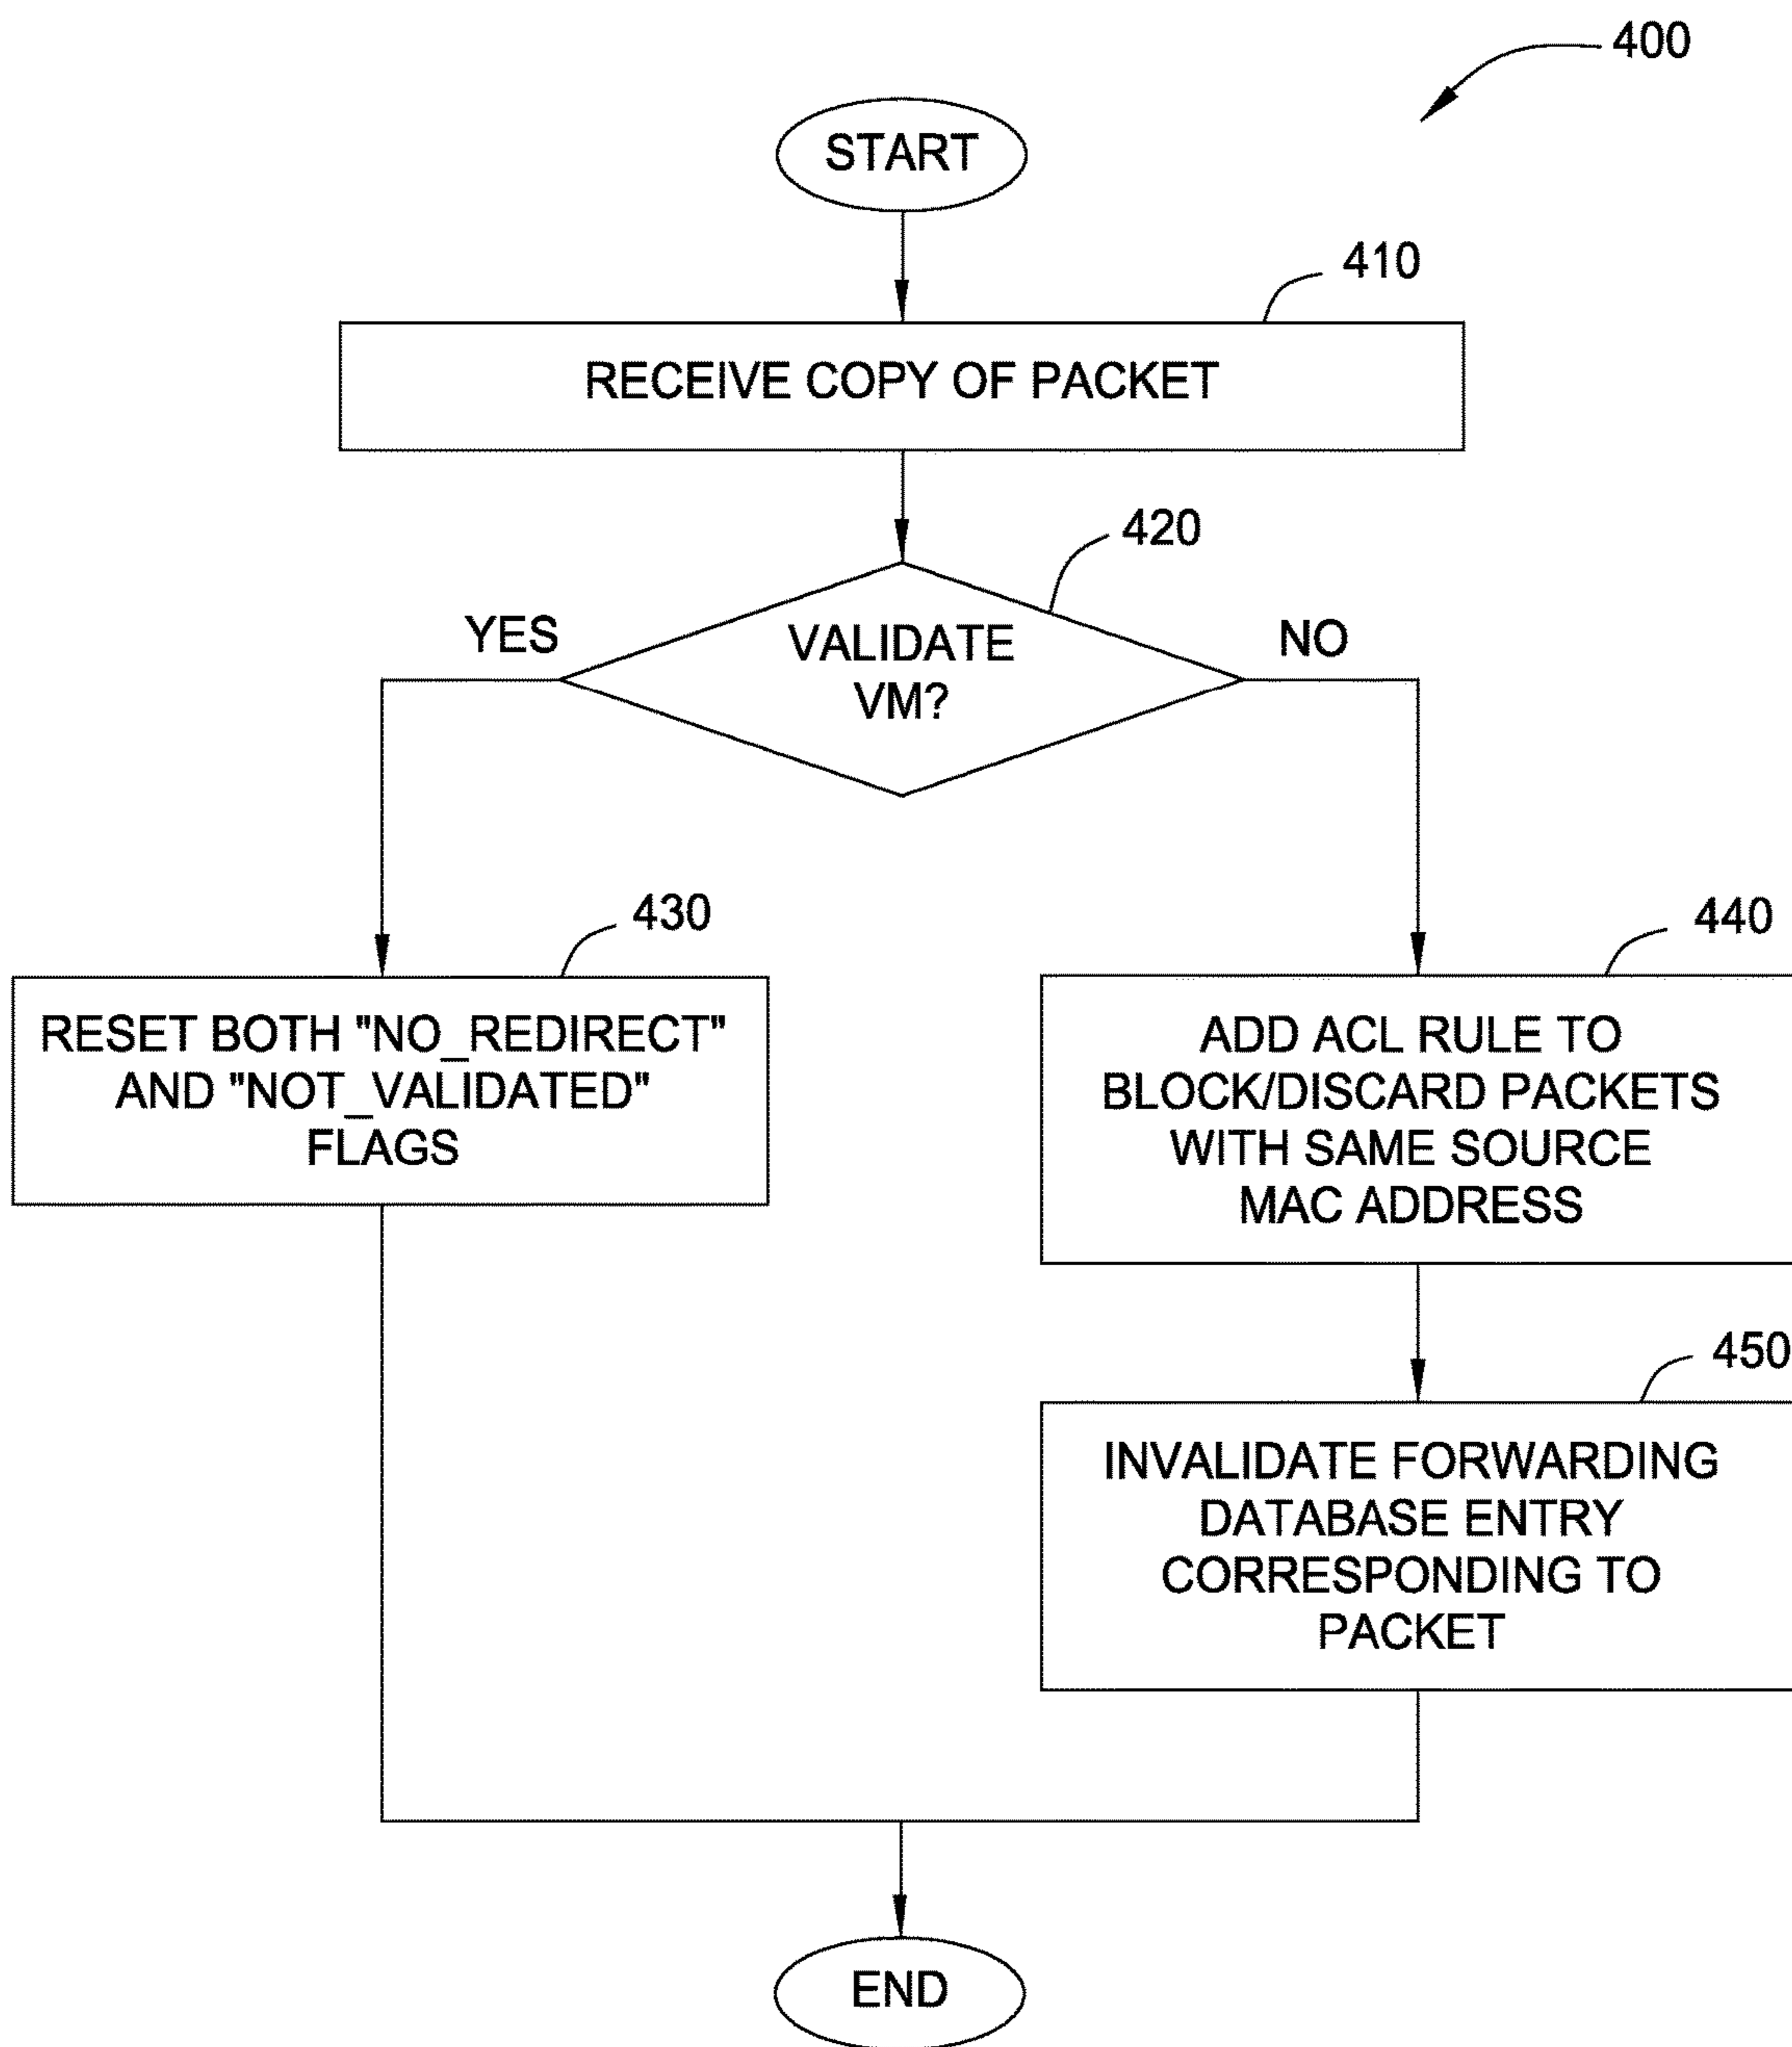 400
START
410
RECEIVE COPY OF PACKET
420
YES
VALIDATE
VM?
NO
430
RESET BOTH "NO_REDIRECT"
AND "NOT_VALIDATED"
FLAGS
440
ADD ACL RULE TO
BLOCK/DISCARD PACKETS
WITH SAME SOURCE
MAC ADDRESS
450
INVALIDATE FORWARDING
DATABASE ENTRY
CORRESPONDING TO
PACKET
END